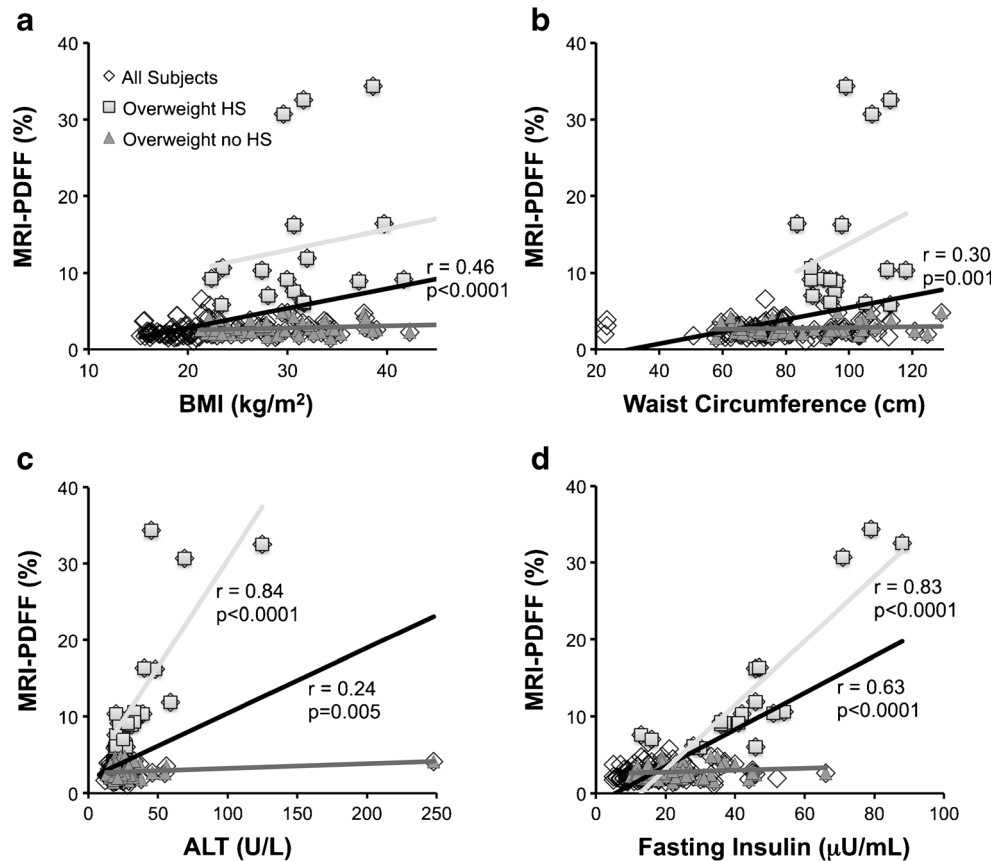 a
40
30
20
10
0
MRI-PDFF (%)
All Subjects
Overweight HS
Overweight no HS
r = 0.46
p<0.0001
10 20 30 40
BMI (kg/m²)
b
40
30
20
10
0
MRI-PDFF (%)
r = 0.30
p=0.001
20 40 60 80 100 120
Waist Circumference (cm)
c
40
30
20
10
0
MRI-PDFF (%)
r = 0.84
p<0.0001
r = 0.24
p=0.005
0 50 100 150 200 250
ALT (U/L)
d
40
30
20
10
0
MRI-PDFF (%)
r = 0.83
p<0.0001
r = 0.63
p<0.0001
0 20 40 60 80 100
Fasting Insulin (μU/mL)